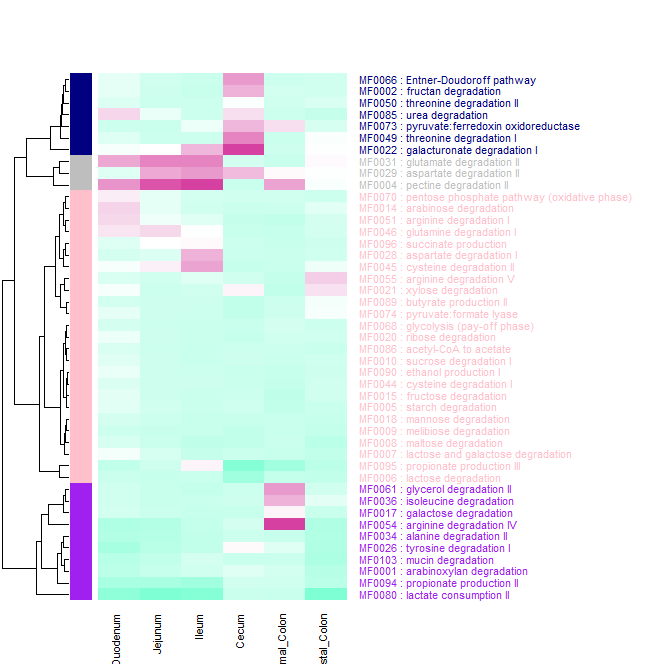 MF0066 : Entner-Doudoroff pathway
MF0002 : fructan degradation
MF0050 : threonine degradation II
MF0085 : urea degradation
MF0073 : pyruvate:ferredoxin oxidoreductase
MF0049 : threonine degradation I
MF0022 : galacturonate degradation I
MF0031 : glutamate degradation II
MF0029 : aspartate degradation II
MF0004 : pectine degradation II
MF0070 : pentose phosphate pathway (oxidative phase)
MF0014 : arabinose degradation
MF0051 : arginine degradation I
MF0046 : glutamine degradation I
MF0096 : succinate production
MF0028 : aspartate degradation I
MF0045 : cysteine degradation II
MF0055 : arginine degradation V
MF0021 : xylose degradation
MF0089 : butyrate production II
MF0074 : pyruvate:formate lyase
MF0068 : glycolysis (pay-off phase)
MF0020 : ribose degradation
MF0086 : acetyl-CoA to acetate
MF0010 : sucrose degradation I
MF0090 : ethanol production I
MF0044 : cysteine degradation I
MF0015 : fructose degradation
MF0005 : starch degradation
MF0018 : mannose degradation
MF0009 : melibiose degradation
MF0008 : maltose degradation
MF0007 : lactose and galactose degradation
MF0095 : propionate production III
MF0006 : lactose degradation
MF0061 : glycerol degradation II
MF0036 : isoleucine degradation
MF0017 : galactose degradation
MF0054 : arginine degradation IV
MF0034 : alanine degradation II
MF0026 : tyrosine degradation I
MF0103 : mucin degradation
MF0001 : arabinoxylan degradation
MF0094 : propionate production II
MF0080 : lactate consumption II
Duodenum
Jejunum
Ileum
Cecum
mal_Colon
stal_Colon